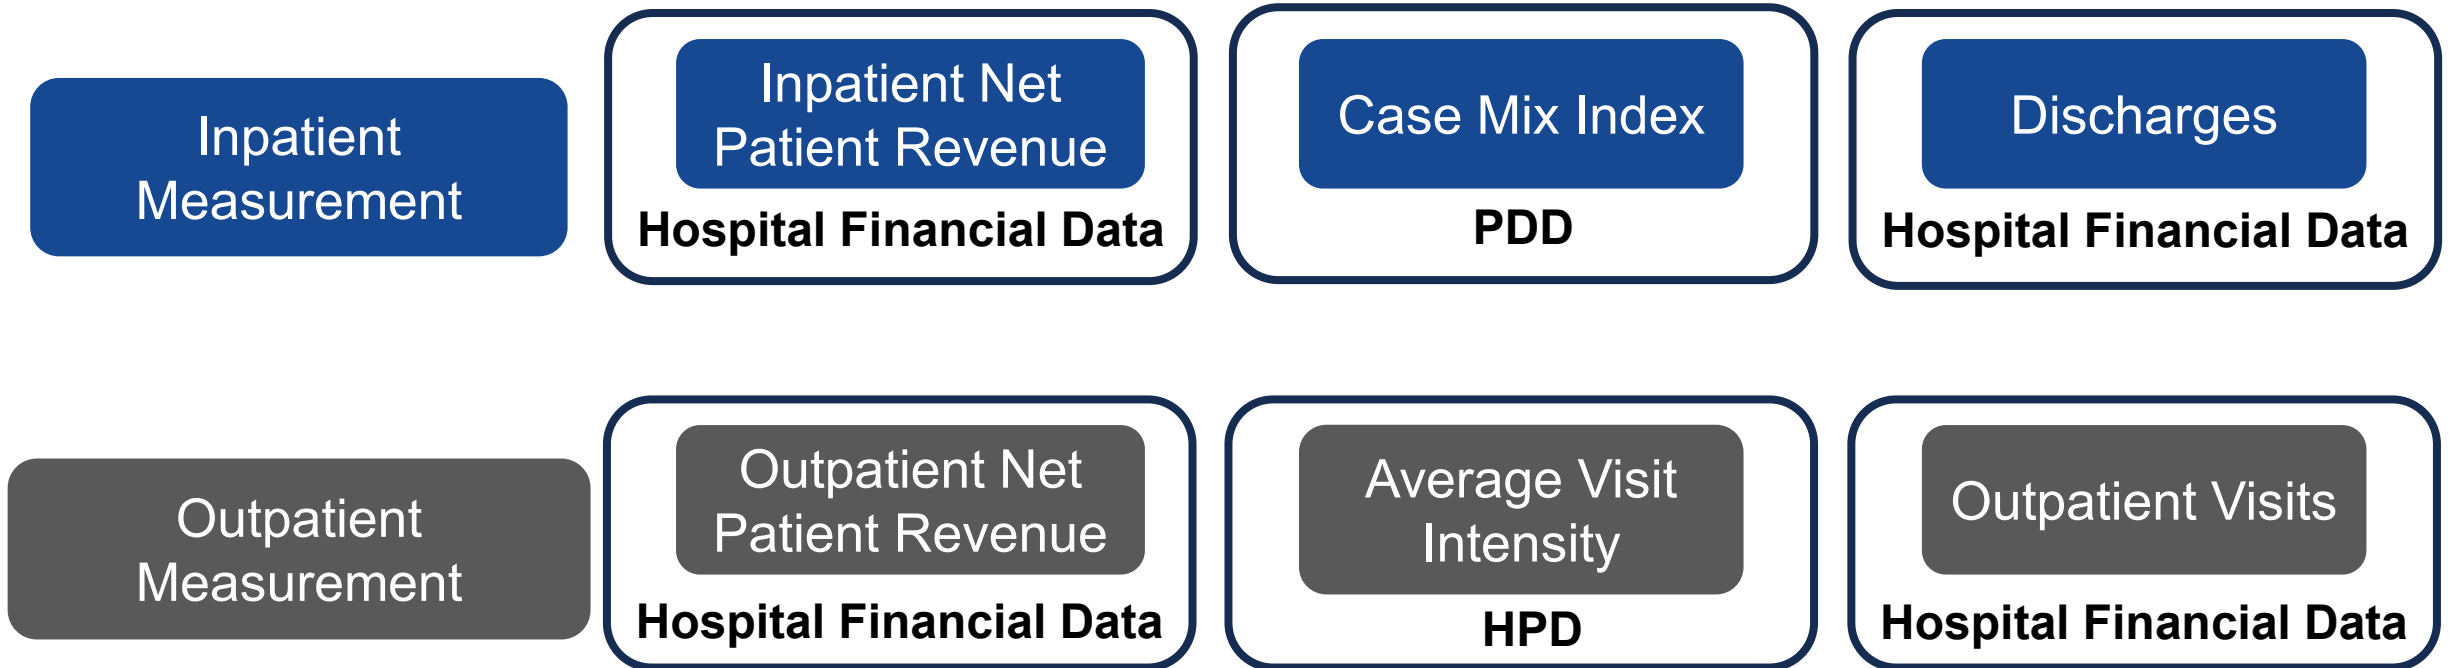 Inpatient
Measurement
Inpatient Net
Patient Revenue
Hospital Financial Data
Case Mix Index
PDD
Discharges
Hospital Financial Data
Outpatient
Measurement
Outpatient Net
Patient Revenue
Hospital Financial Data
Average Visit
Intensity
HPD
Outpatient Visits
Hospital Financial Data